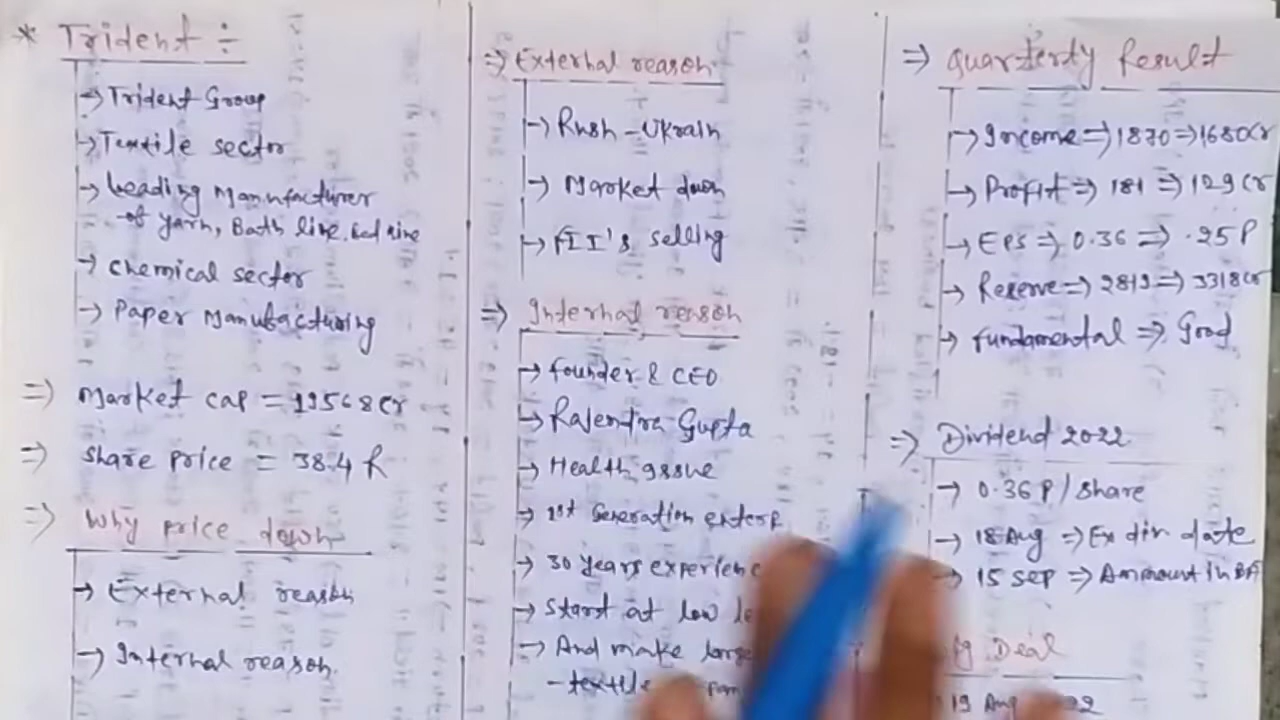 * Trident ÷
→ Trident Group
→ Textile sector
→ Leading Manufacturer
of yarn, Bath line, Bed line
→ Chemical sector
→ Paper Manufacturing
⇒ Market cap = 19568 Cr
⇒ Share price = 38.4 R
⇒ Why price down
→ External reason
→ Internal reason.
⇒ External reason
→ Rush - Ukrain
→ Market down
→ FII's selling
⇒ Internal reason
→ founder & CEO
→ Rajendra Gupta
→ Health issue
→ 1st Generation enterp
→ 30 years experienc
→ Start at low le
→ And make large
- textile
⇒ Quarterty Result
→ Income ⇒ 1870 ⇒ 1680 Cr
→ Profit ⇒ 181 ⇒ 129 Cr
→ Eps ⇒ 0.36 ⇒ .25 P
→ Reserve ⇒ 2819 ⇒ 3318 Cr
→ fundamental ⇒ Good
⇒ Dividend 2022
→ 0.36 P / Share
→ 18 Aug ⇒ Ex div date
→ 15 Sep ⇒ Ammount in BA
Deal
19 Aug